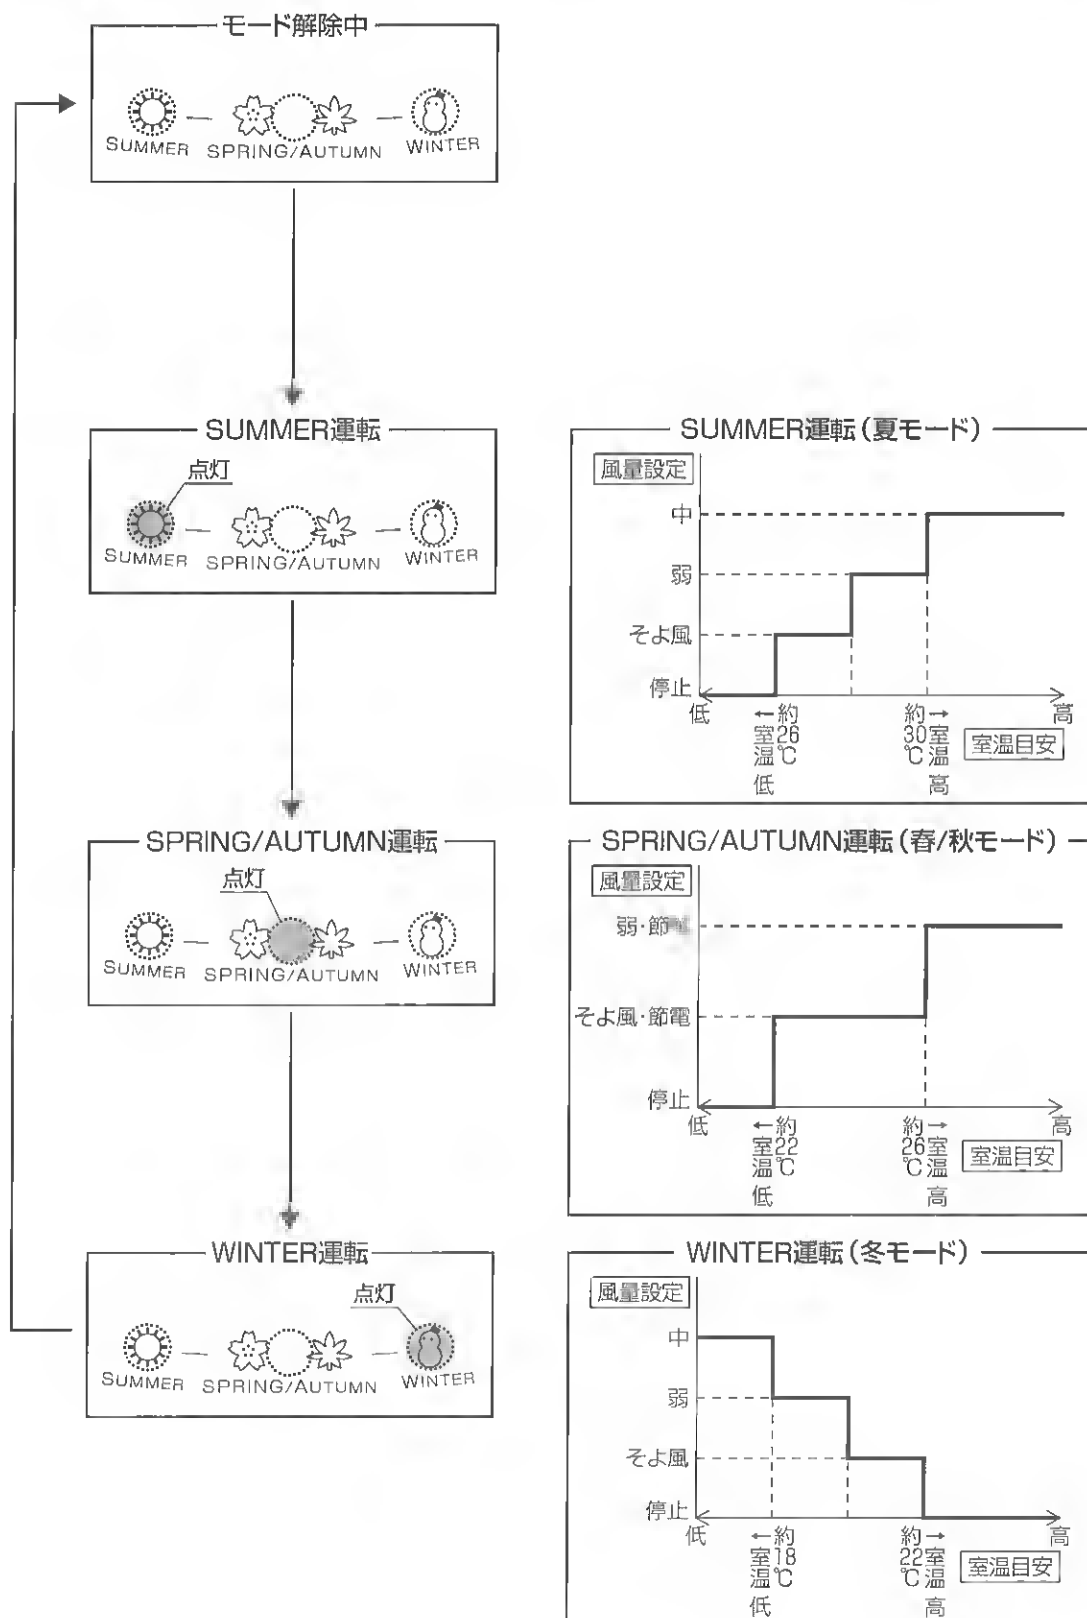 モード解除中
SUMMER
SPRING/AUTUMN
WINTER
SUMMER運転
点灯
SUMMER
SPRING/AUTUMN
WINTER
SUMMER運転(夏モード)
風量設定
中
弱
そよ風
停止
低
←約26℃
室温低
約30℃
→室温高
高
室温目安
SPRING/AUTUMN運転
点灯
SUMMER
SPRING/AUTUMN
WINTER
SPRING/AUTUMN運転(春/秋モード)
風量設定
弱・節
そよ風・節電
停止
低
←約22℃
室温低
約26℃
→室温高
高
室温目安
WINTER運転
点灯
SUMMER
SPRING/AUTUMN
WINTER
WINTER運転(冬モード)
風量設定
中
弱
そよ風
停止
低
←約18℃
室温低
約22℃
→室温高
高
室温目安